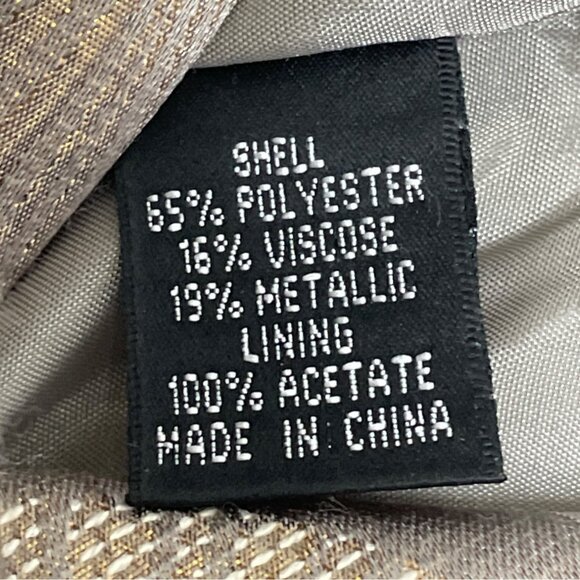 SHELL
65% POLYESTER
16% VISCOSE
19% METALLIC
LINING
100% ACETATE
MADE IN CHINA